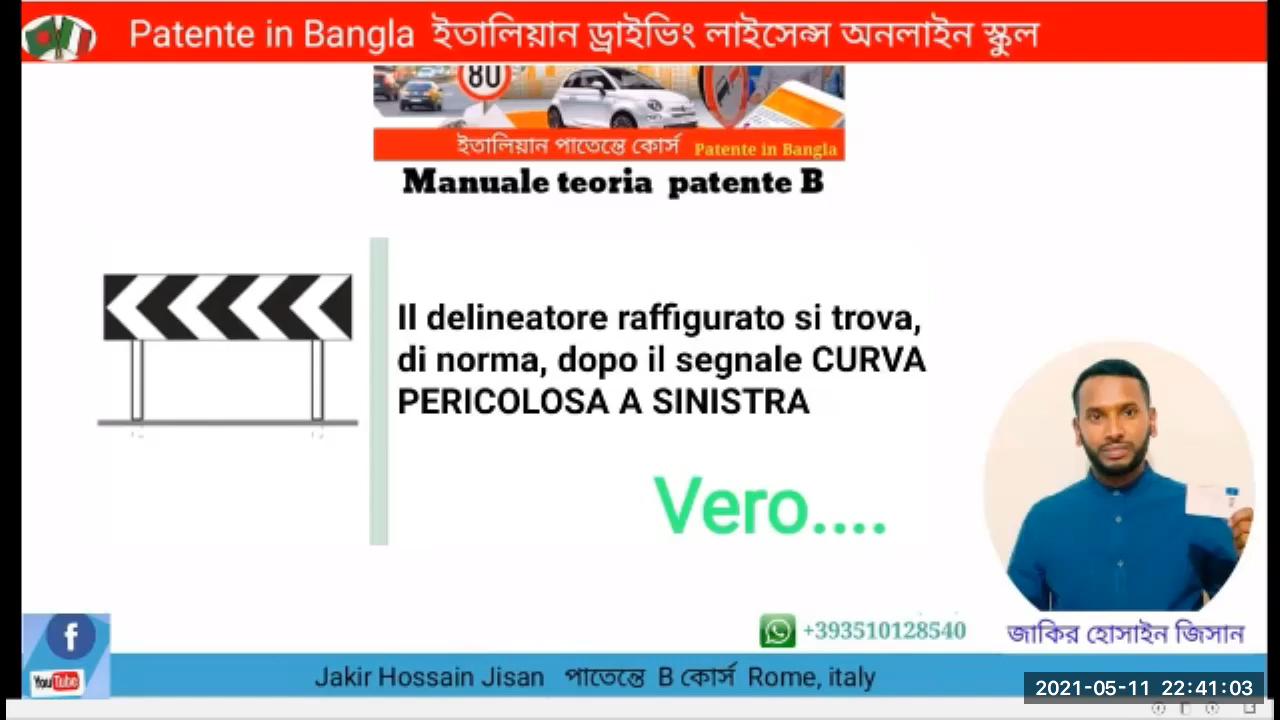 Patente in Bangla ইতালিয়ান ড্রাইভিং লাইসেন্স অনলাইন স্কুল
80
ইতালিয়ান পাতেন্তে কোর্স Patente in Bangla
Manuale teoria patente B
Il delineatore raffigurato si trova,
di norma, dopo il segnale CURVA
PERICOLOSA A SINISTRA
Vero....
+393510128540
জাকির হোসাইন জিসান
YouTube
Jakir Hossain Jisan পাতেন্তে B কোর্স Rome, italy
2021-05-11 22:41:03